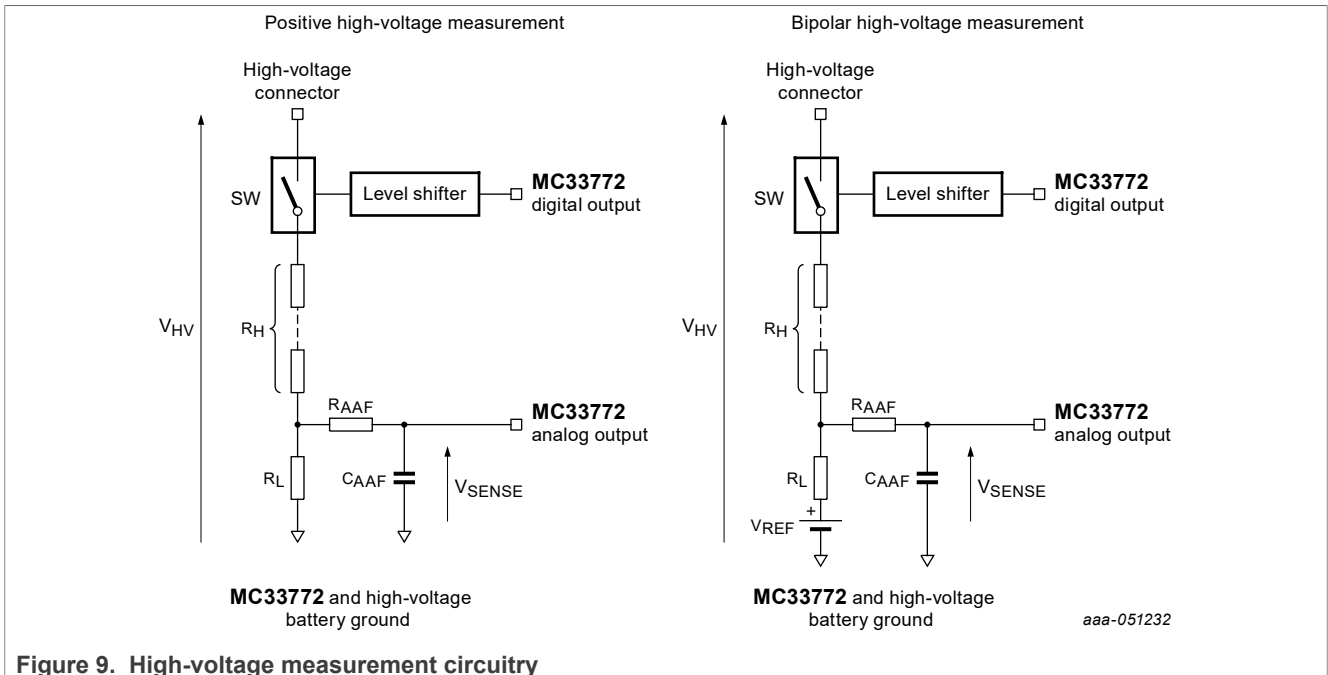 Positive high-voltage measurement
High-voltage
connector
SW
Level shifter
MC33772
digital output
VHV
RH
RAAF
MC33772
analog output
RL
CAAF
VSENSE
MC33772 and high-voltage
battery ground
Bipolar high-voltage measurement
High-voltage
connector
SW
Level shifter
MC33772
digital output
VHV
RH
RAAF
MC33772
analog output
RL
CAAF
VSENSE
+
VREF
MC33772 and high-voltage
battery ground
aaa-051232
Figure 9. High-voltage measurement circuitry